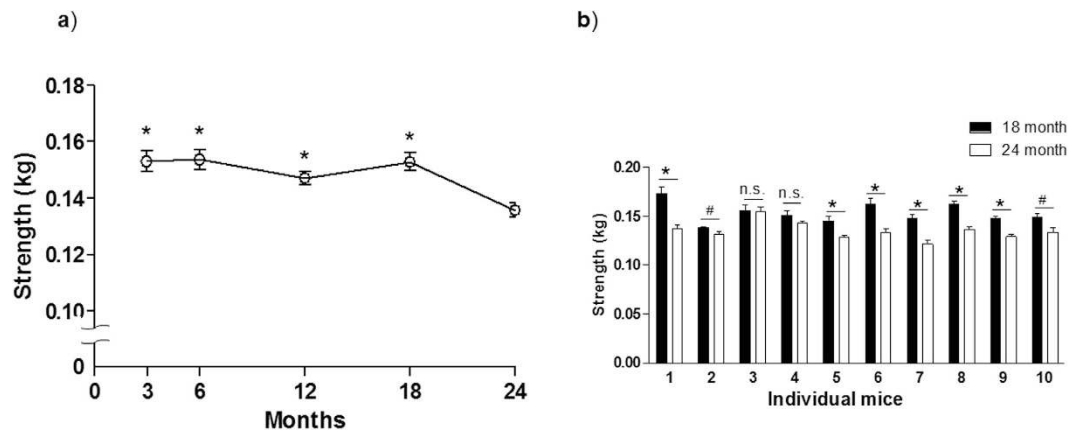 a)
0.18
0.16
0.14
0.12
0.10
0
Strength (kg)
* * * *
0 3 6 12 18 24
Months
b)
18 month
24 month
0.20
0.15
0.10
0.05
0.00
Strength (kg)
* # n.s. n.s. * * * * * #
1 2 3 4 5 6 7 8 9 10
Individual mice